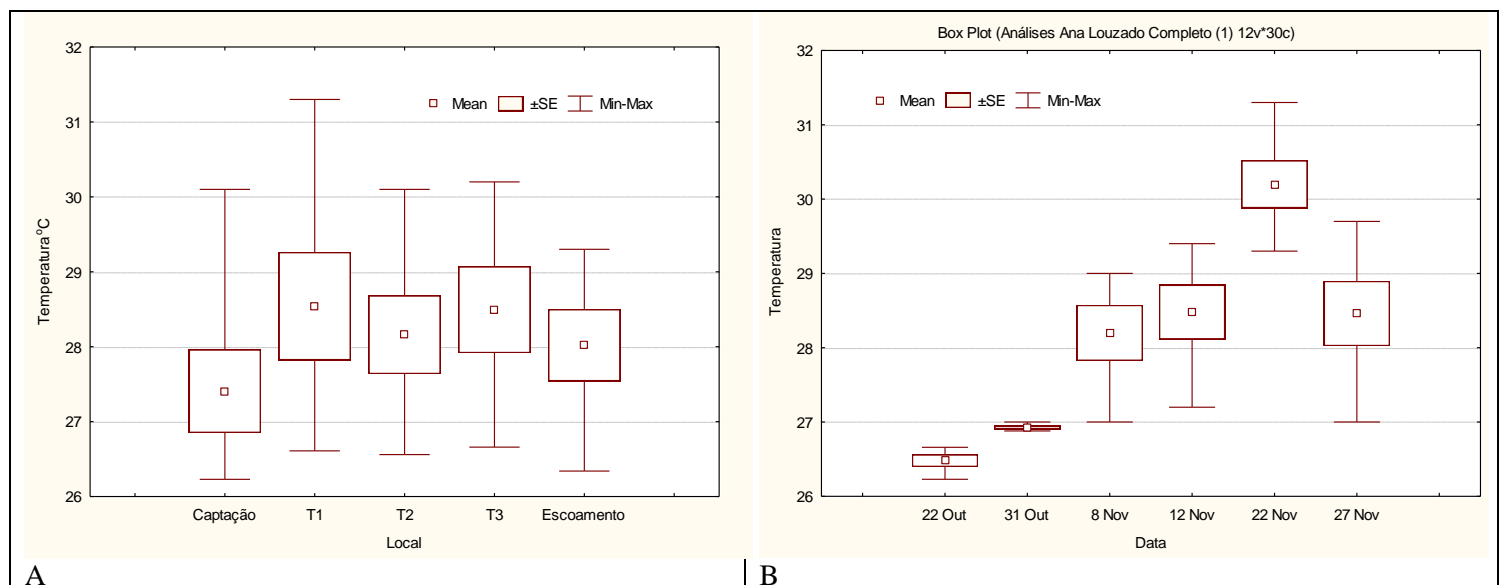 32
31
30
29
28
27
26
Temperatura°C
Mean ±SE Min-Max
Captação T1 T2 T3 Escoamento
Local
A
Box Plot (Análises Ana Louzado Completo (1) 12v*30c)
32
31
30
29
28
27
26
Temperatura
Mean ±SE Min-Max
22 Out 31 Out 8 Nov 12 Nov 22 Nov 27 Nov
Data
B